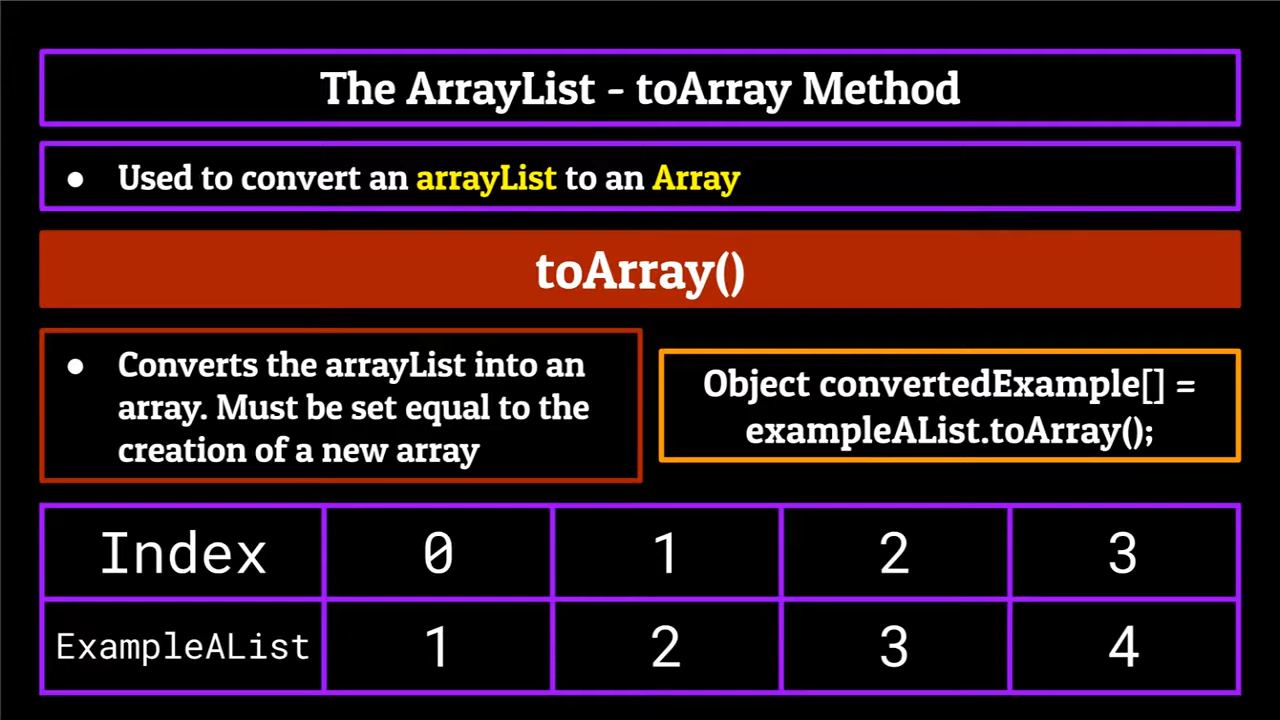 The ArrayList - toArray Method
● Used to convert an arrayList to an Array
toArray()
● Converts the arrayList into an
array. Must be set equal to the
creation of a new array
Object convertedExample[] =
exampleAList.toArray();
Index 0 1 2 3
ExampleAList 1 2 3 4